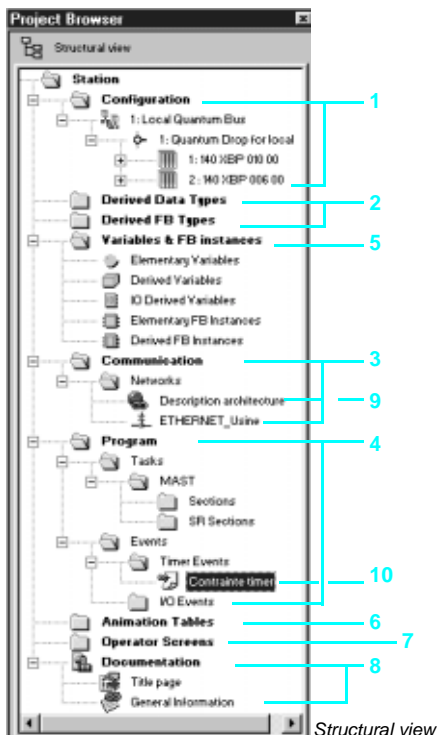 Project Browser
Structural view
Station
Configuration 1
1: Local Quantum Bus
1: Quantum Drop for local
1: 140 XBP 010 00
2: 140 XBP 006 00
Derived Data Types 2
Derived FB Types
Variables & FB instances 5
Elementary Variables
Derived Variables
IO Derived Variables
Elementary FB Instances
Derived FB Instances
Communication 3
Networks
Description architecture 9
ETHERNET_Usine
Program 4
Tasks
MAST
Sections
SR Sections
Events
Timer Events
Contrainte timer 10
I/O Events
Animation Tables 6
Operator Screens 7
Documentation 8
Title page
General Information
Structural view